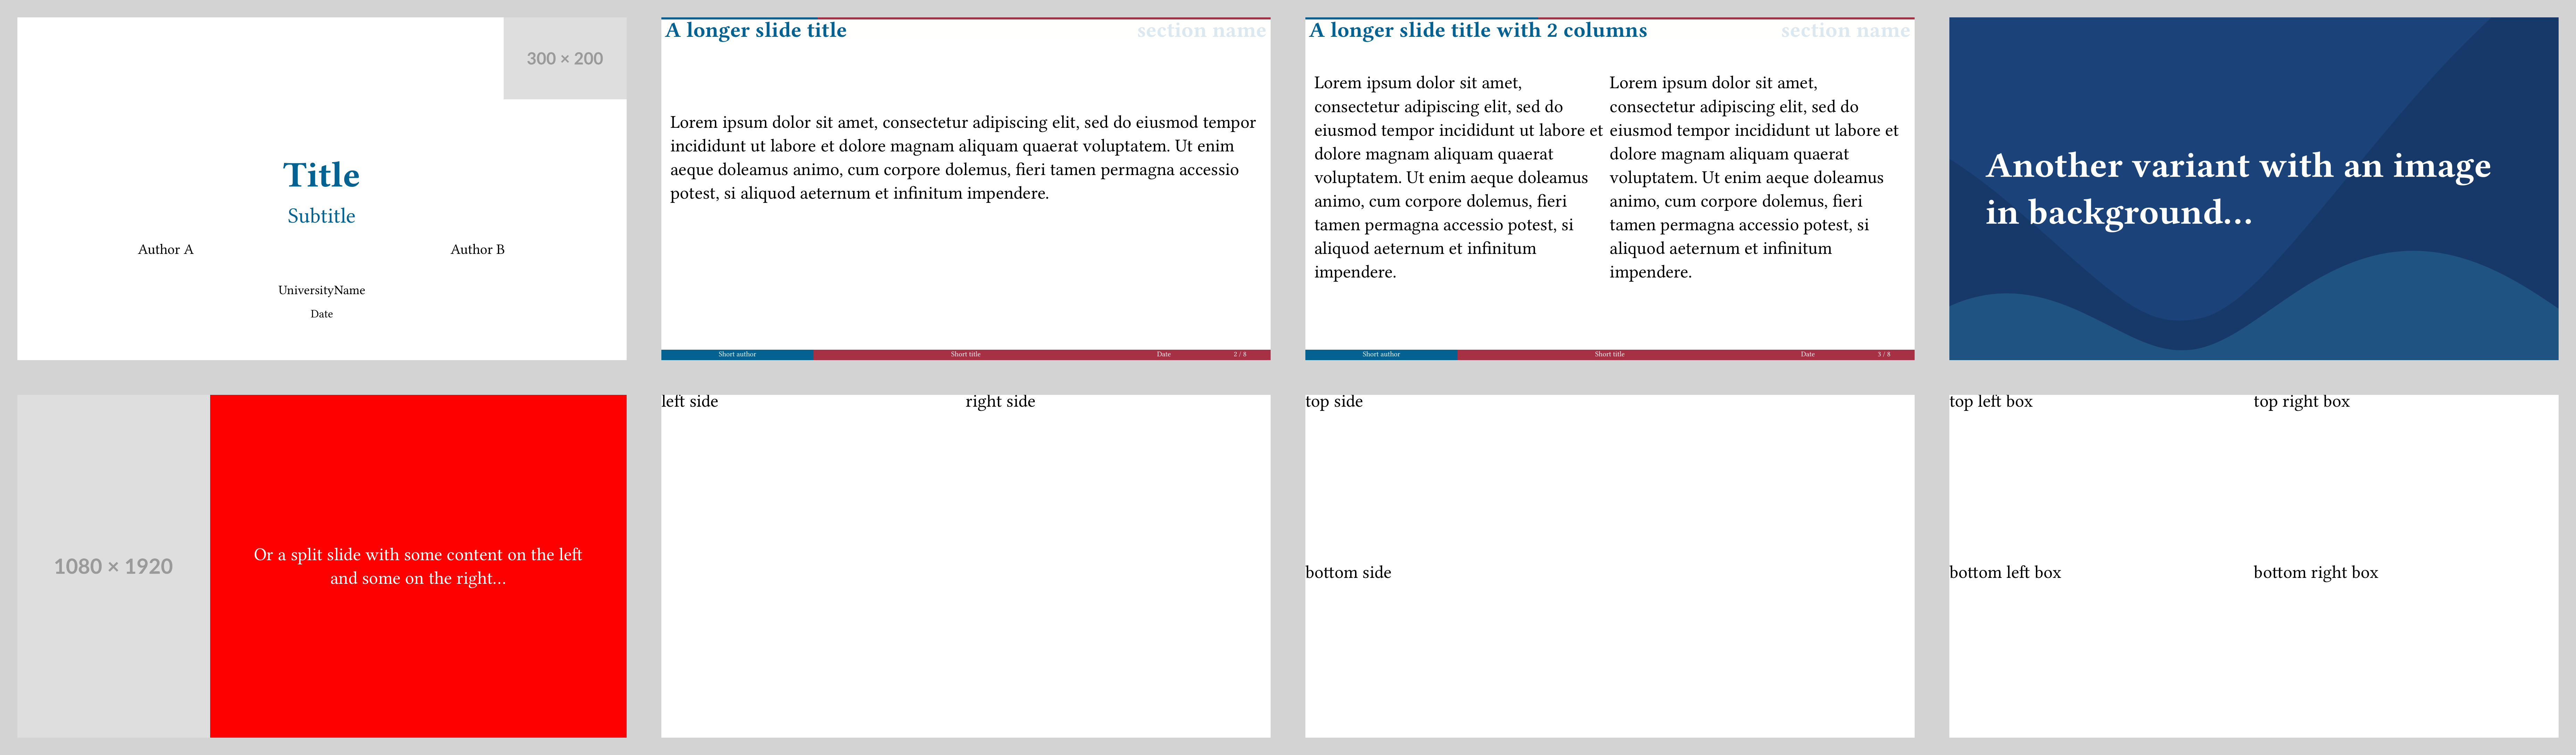 300 × 200
Title
Subtitle
Author A
Author B
UniversityName
Date
A longer slide title
section name
Lorem ipsum dolor sit amet, consectetur adipiscing elit, sed do eiusmod tempor
incididunt ut labore et dolore magnam aliquam quaerat voluptatem. Ut enim
aeque doleamus animo, cum corpore dolemus, fieri tamen permagna accessio
potest, si aliquod aeternum et infinitum impendere.
Short author
Short title
Date
2 / 8
A longer slide title with 2 columns
section name
Lorem ipsum dolor sit amet,
consectetur adipiscing elit, sed do
eiusmod tempor incididunt ut labore et
dolore magnam aliquam quaerat
voluptatem. Ut enim aeque doleamus
animo, cum corpore dolemus, fieri
tamen permagna accessio potest, si
aliquod aeternum et infinitum
impendere.
Lorem ipsum dolor sit amet,
consectetur adipiscing elit, sed do
eiusmod tempor incididunt ut labore et
dolore magnam aliquam quaerat
voluptatem. Ut enim aeque doleamus
animo, cum corpore dolemus, fieri
tamen permagna accessio potest, si
aliquod aeternum et infinitum
impendere.
Short author
Short title
Date
3 / 8
Another variant with an image
in background…
1080 × 1920
Or a split slide with some content on the left
and some on the right…
left side
right side
top side
bottom side
top left box
top right box
bottom left box
bottom right box